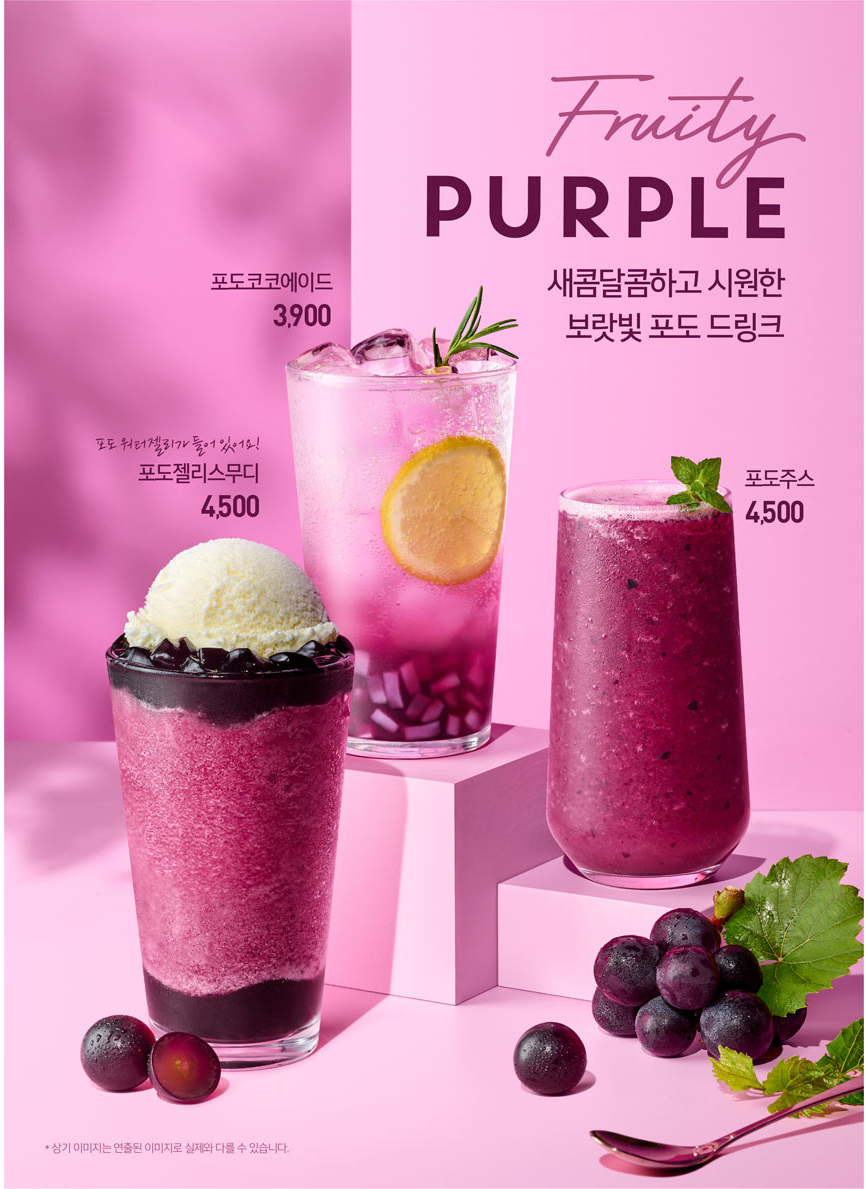 Fruity
PURPLE
새콤달콤하고 시원한
보랏빛 포도 드링크
포도코코에이드
3,900
포도 워터젤리가 들어있어요!
포도젤리스무디
4,500
포도주스
4,500
* 상기 이미지는 연출된 이미지로 실제와 다를 수 있습니다.